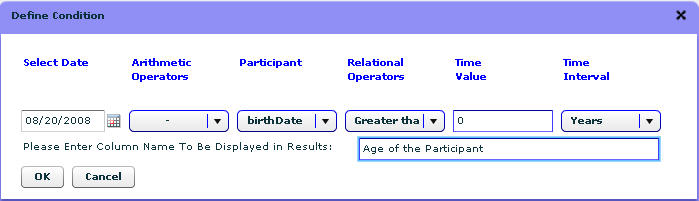 Define Condition
Select Date Arithmetic Operators Participant Relational Operators Time Value Time Interval
08/20/2008 - birthDate Greater tha 0 Years
Please Enter Column Name To Be Displayed in Results: Age of the Participant
OK Cancel